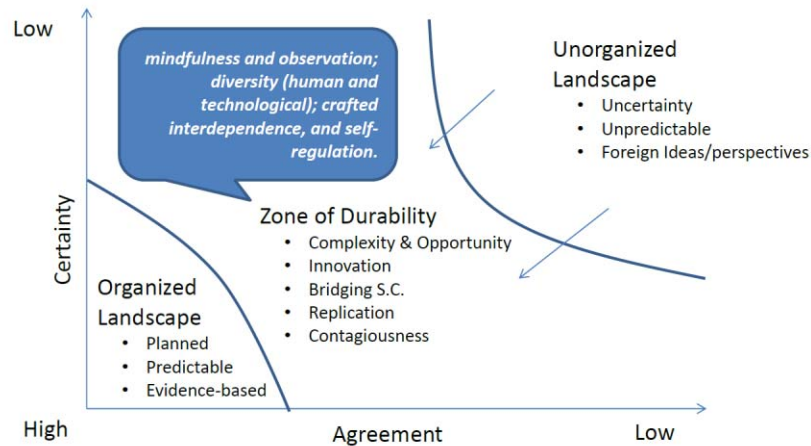 Low
mindfulness and observation;
diversity (human and
technological); crafted
interdependence, and self-
regulation.
Unorganized
Landscape
• Uncertainty
• Unpredictable
• Foreign Ideas/perspectives
Certainty
Zone of Durability
• Complexity & Opportunity
• Innovation
• Bridging S.C.
• Replication
• Contagiousness
Organized
Landscape
• Planned
• Predictable
• Evidence-based
High
Agreement
Low